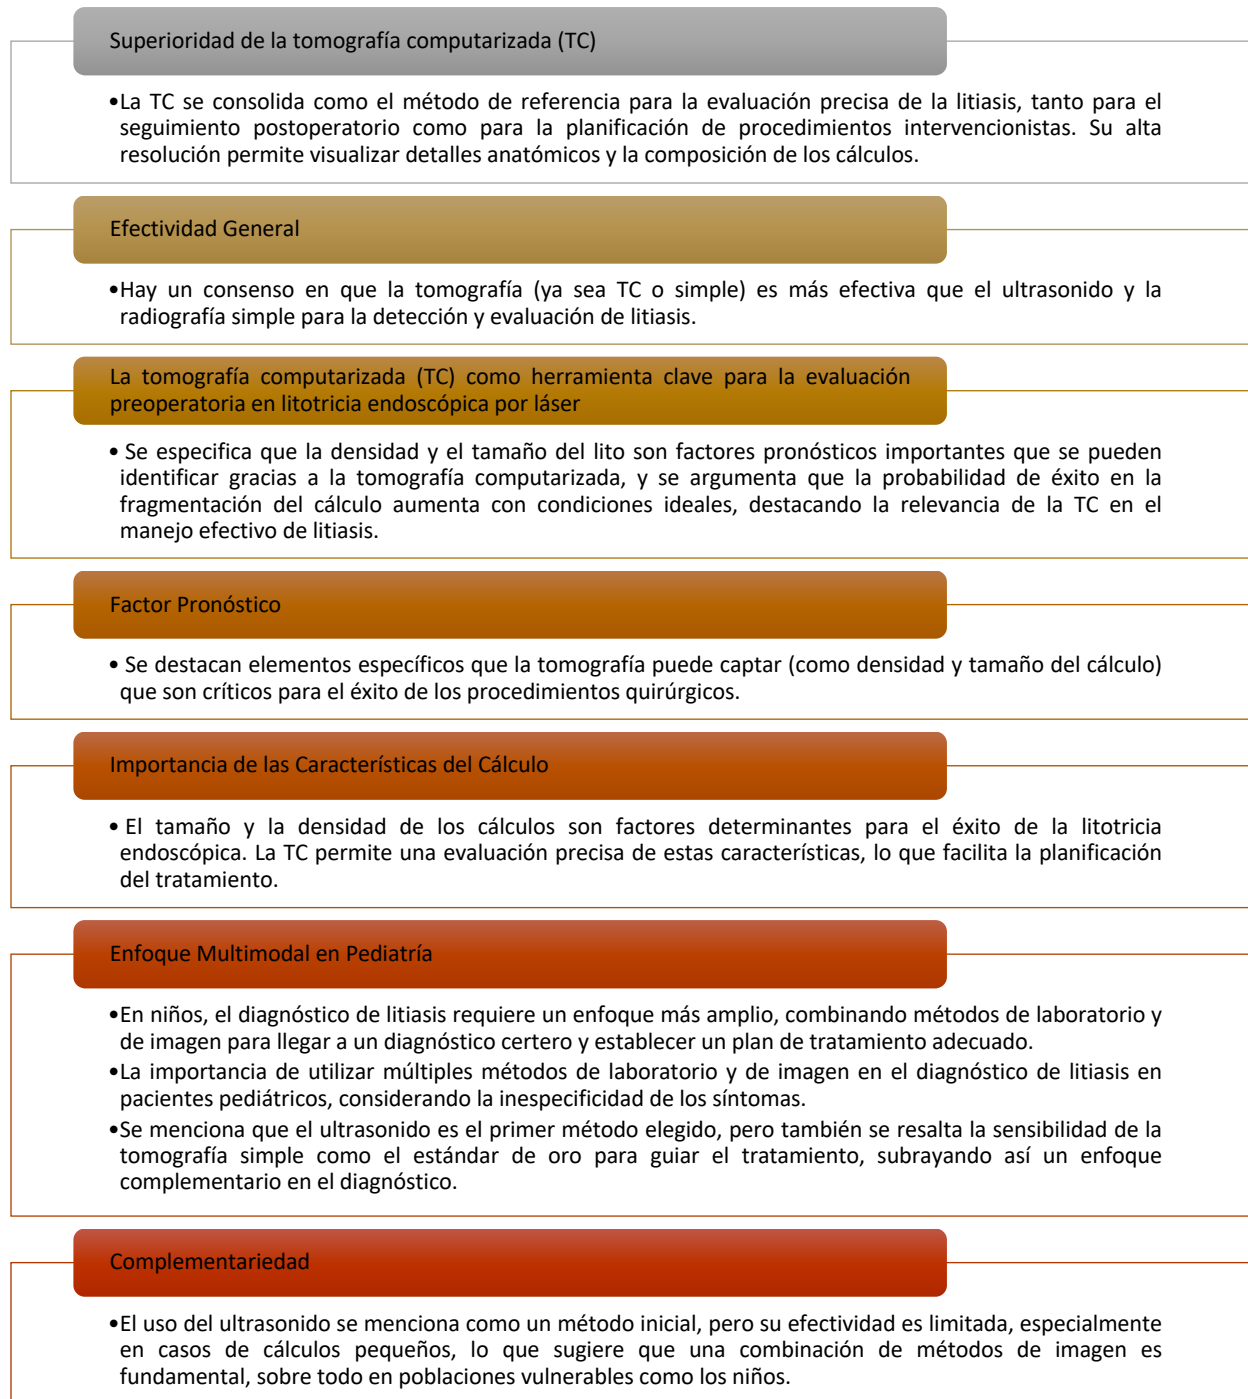 Superioridad de la tomografía computarizada (TC)
•La TC se consolida como el método de referencia para la evaluación precisa de la litiasis, tanto para el
seguimiento postoperatorio como para la planificación de procedimientos intervencionistas. Su alta
resolución permite visualizar detalles anatómicos y la composición de los cálculos.
Efectividad General
•Hay un consenso en que la tomografía (ya sea TC o simple) es más efectiva que el ultrasonido y la
radiografía simple para la detección y evaluación de litiasis.
La tomografía computarizada (TC) como herramienta clave para la evaluación
preoperatoria en litotricia endoscópica por láser
• Se especifica que la densidad y el tamaño del lito son factores pronósticos importantes que se pueden
identificar gracias a la tomografía computarizada, y se argumenta que la probabilidad de éxito en la
fragmentación del cálculo aumenta con condiciones ideales, destacando la relevancia de la TC en el
manejo efectivo de litiasis.
Factor Pronóstico
• Se destacan elementos específicos que la tomografía puede captar (como densidad y tamaño del cálculo)
que son críticos para el éxito de los procedimientos quirúrgicos.
Importancia de las Características del Cálculo
• El tamaño y la densidad de los cálculos son factores determinantes para el éxito de la litotricia
endoscópica. La TC permite una evaluación precisa de estas características, lo que facilita la planificación
del tratamiento.
Enfoque Multimodal en Pediatría
•En niños, el diagnóstico de litiasis requiere un enfoque más amplio, combinando métodos de laboratorio y
de imagen para llegar a un diagnóstico certero y establecer un plan de tratamiento adecuado.
•La importancia de utilizar múltiples métodos de laboratorio y de imagen en el diagnóstico de litiasis en
pacientes pediátricos, considerando la inespecificidad de los síntomas.
•Se menciona que el ultrasonido es el primer método elegido, pero también se resalta la sensibilidad de la
tomografía simple como el estándar de oro para guiar el tratamiento, subrayando así un enfoque
complementario en el diagnóstico.
Complementariedad
•El uso del ultrasonido se menciona como un método inicial, pero su efectividad es limitada, especialmente
en casos de cálculos pequeños, lo que sugiere que una combinación de métodos de imagen es
fundamental, sobre todo en poblaciones vulnerables como los niños.